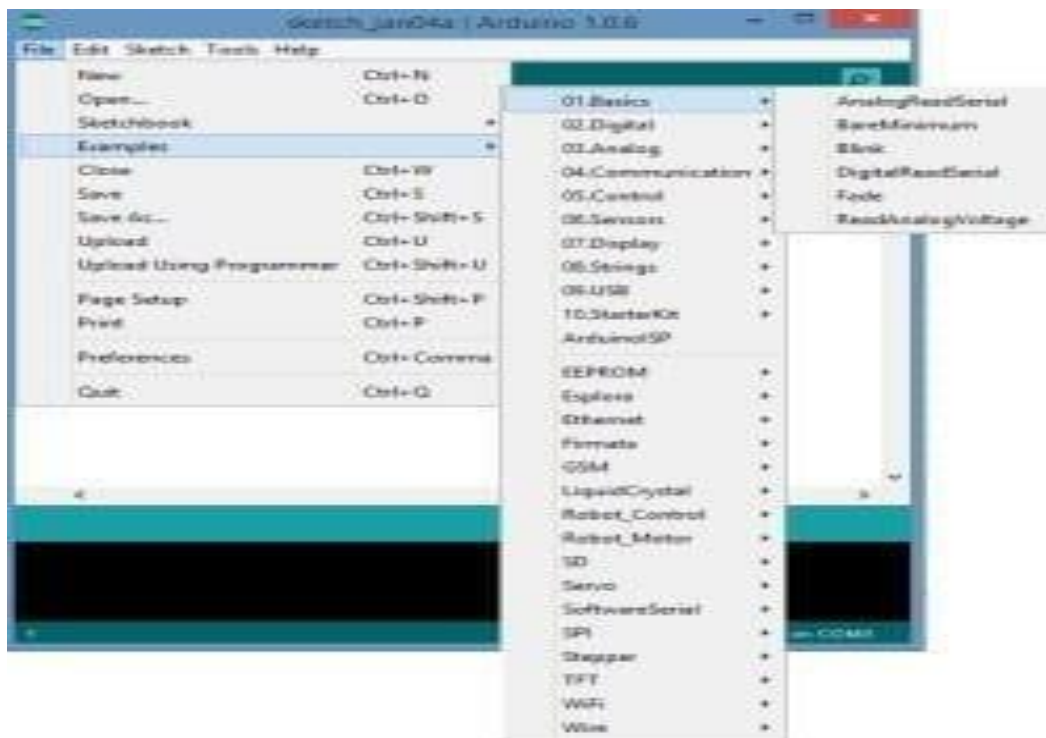 sketch_jan04a | Arduino 1.0.6
File Edit Sketch Tools Help
New Ctrl+N
Open... Ctrl+O
Sketchbook
Examples
Close Ctrl+W
Save Ctrl+S
Save As... Ctrl+Shift+S
Upload Ctrl+U
Upload Using Programmer Ctrl+Shift+U
Page Setup Ctrl+Shift+P
Print Ctrl+P
Preferences Ctrl+Comma
Quit Ctrl+Q
01.Basics
02.Digital
03.Analog
04.Communication
05.Control
06.Sensors
07.Display
08.Strings
09.USB
10.StarterKit
ArduinoISP
EEPROM
Esplora
Ethernet
Firmata
GSM
LiquidCrystal
Robot_Control
Robot_Motor
SD
Servo
SoftwareSerial
SPI
Stepper
TFT
WiFi
Wire
AnalogReadSerial
BareMinimum
Blink
DigitalReadSerial
Fade
ReadAnalogVoltage
on